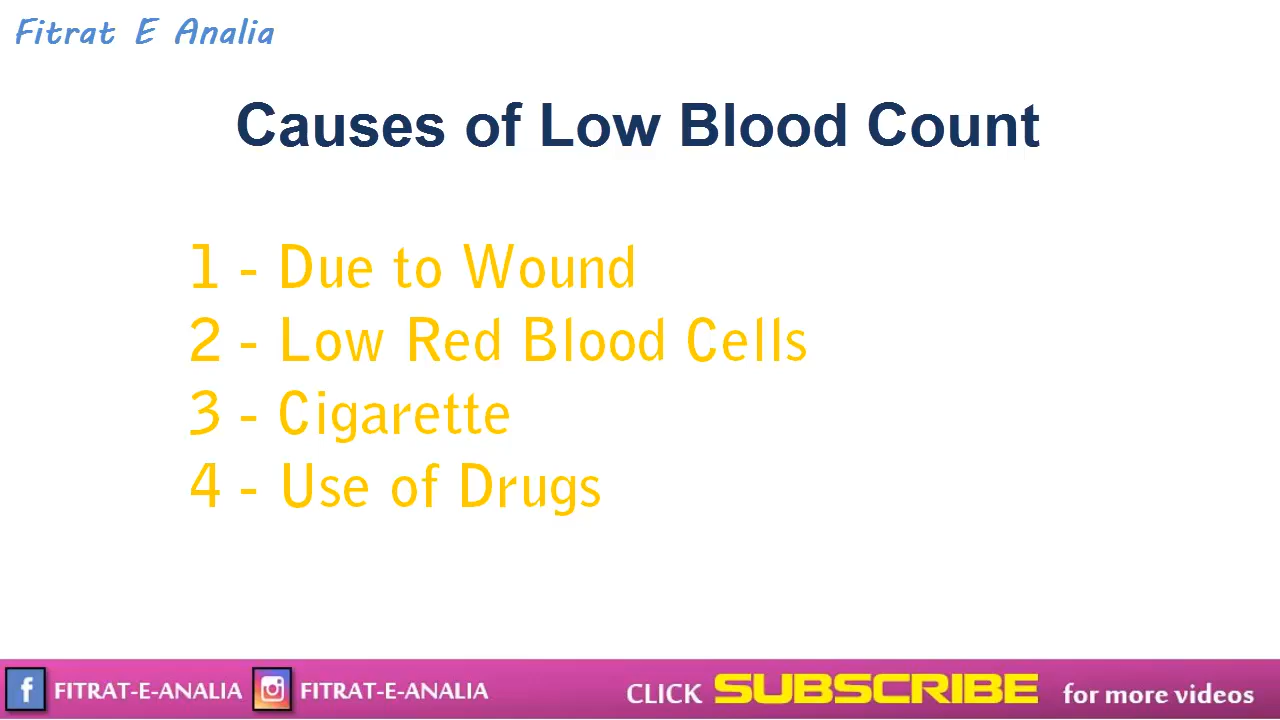 Fitrat E Analia
Causes of Low Blood Count
1 - Due to Wound
2 - Low Red Blood Cells
3 - Cigarette
4 - Use of Drugs
f FITRAT-E-ANALIA FITRAT-E-ANALIA CLICK SUBSCRIBE for more videos